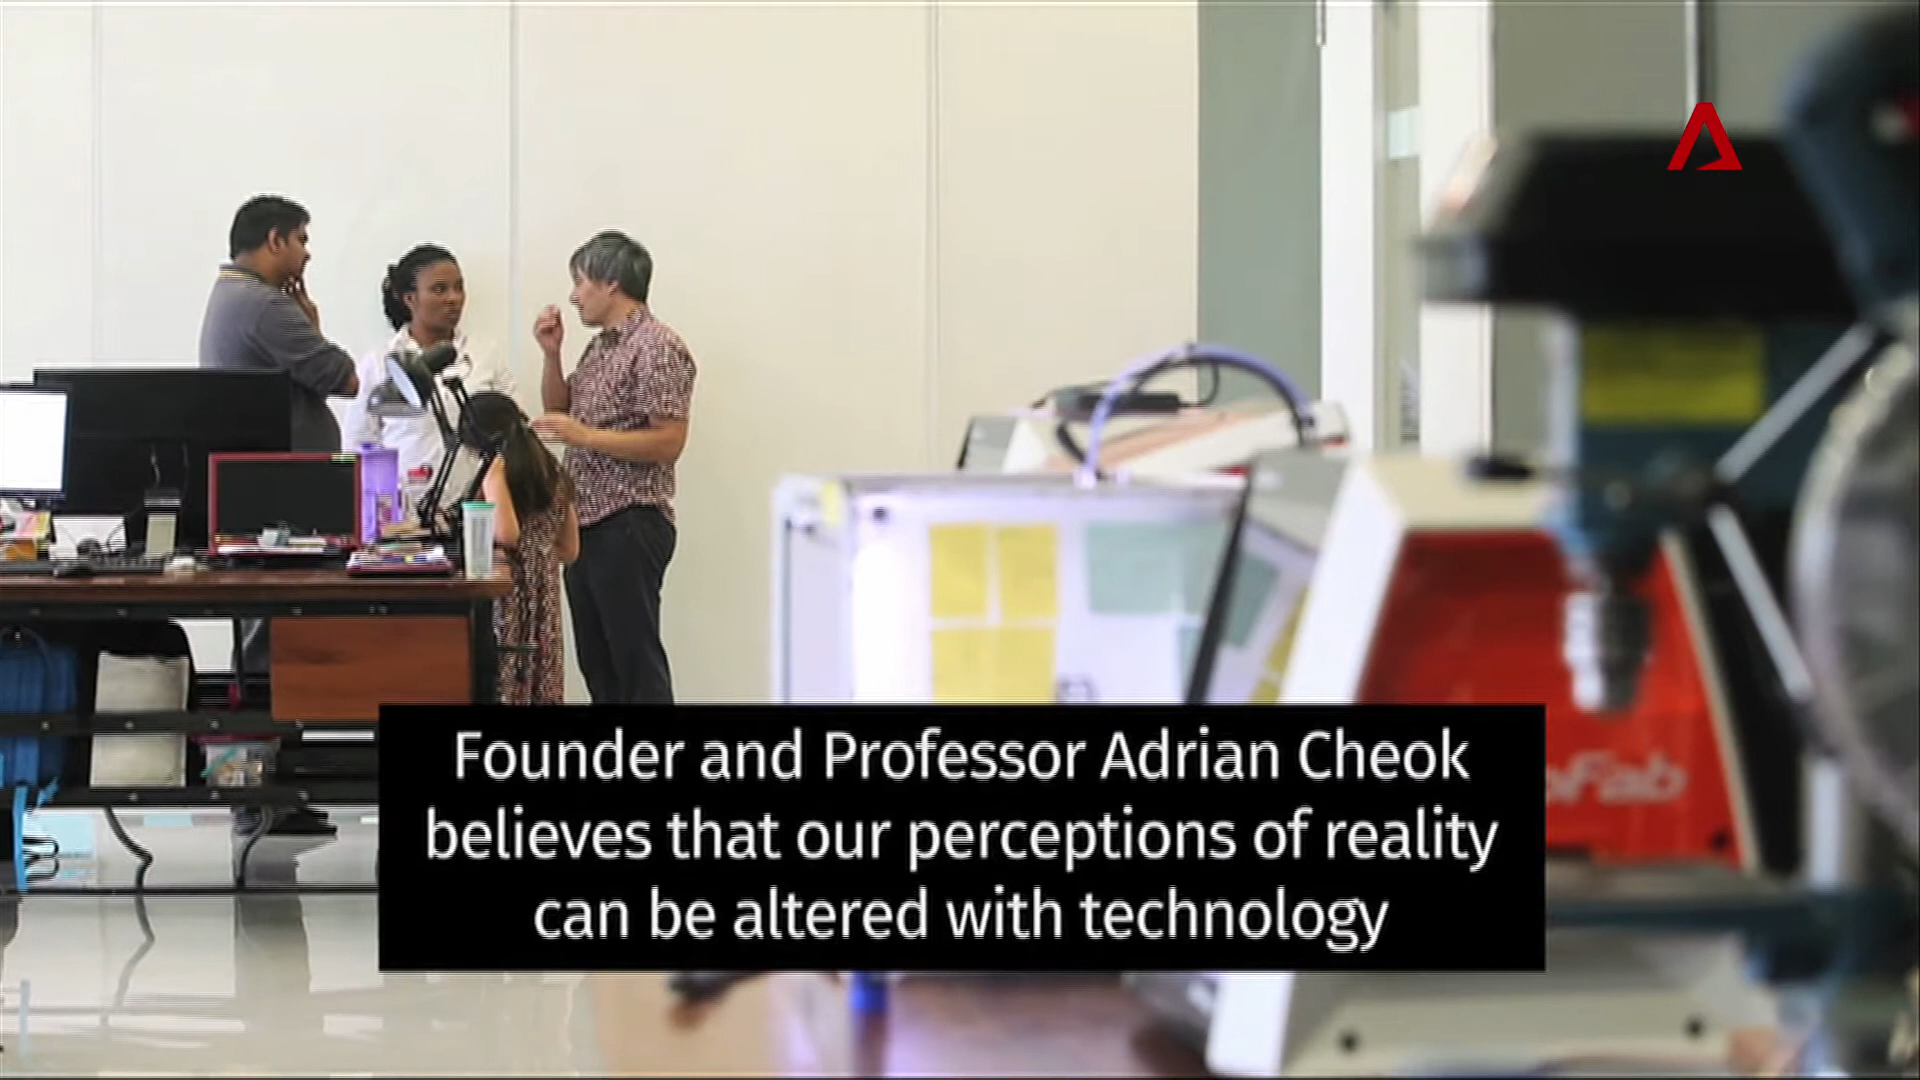 Founder and Professor Adrian Cheok
believes that our perceptions of reality
can be altered with technology